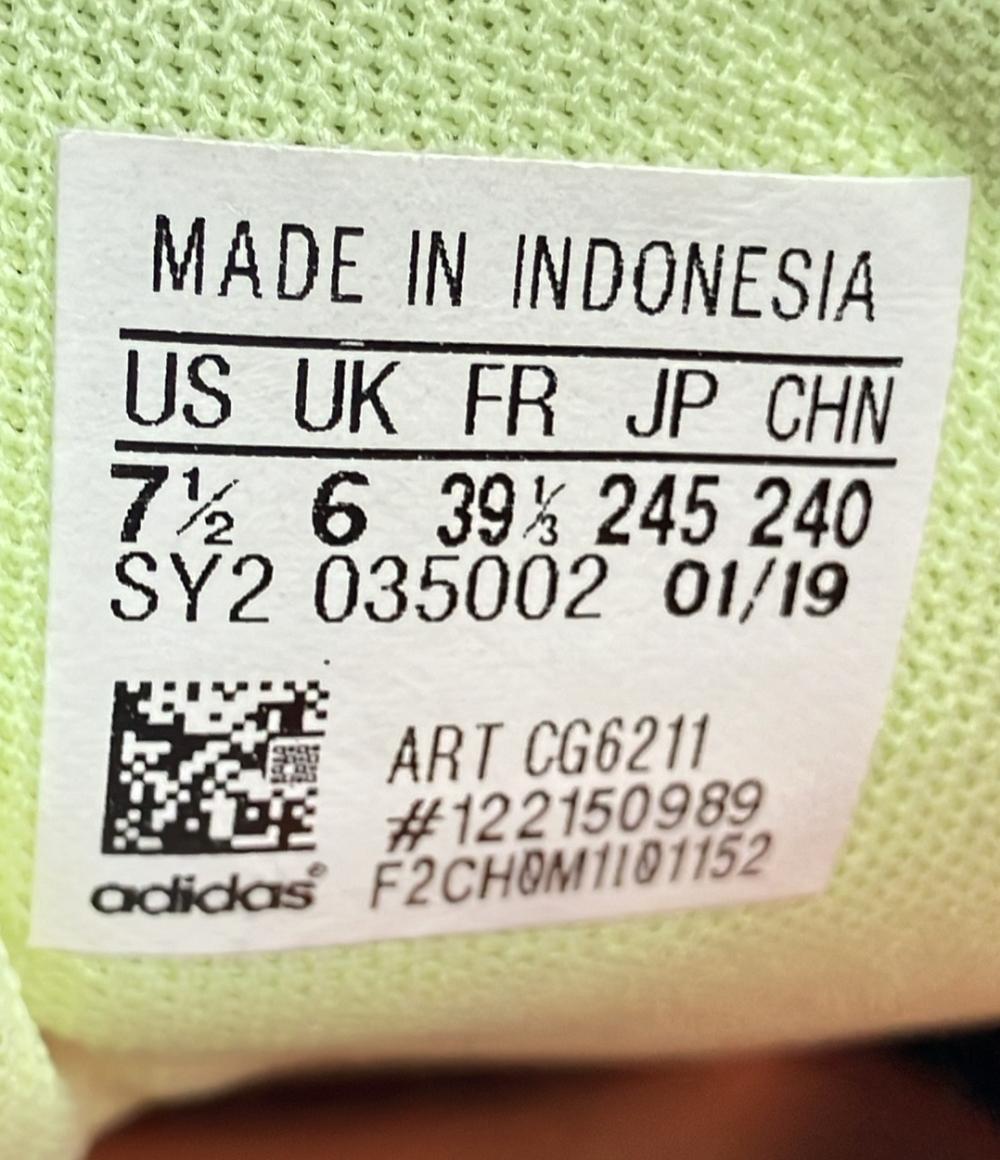 MADE IN INDONESIA
US UK FR JP CHN
7½ 6 39⅓ 245 240
SY2 035002 01/19
ART CG6211
#122150989
F2CH0M1I01152
adidas®